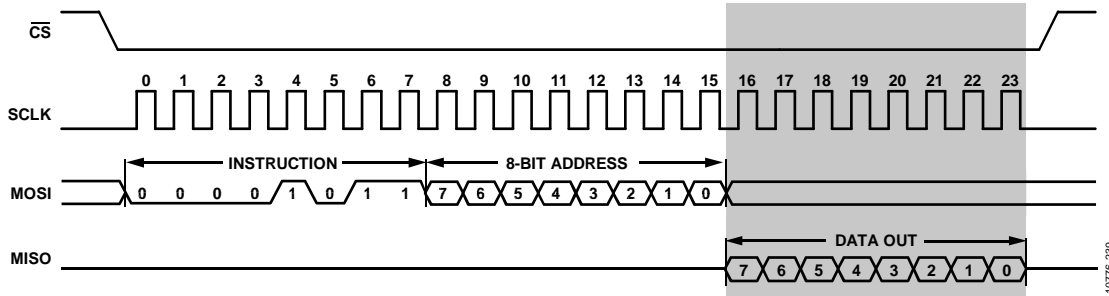 CS
0 1 2 3 4 5 6 7 8 9 10 11 12 13 14 15 16 17 18 19 20 21 22 23
SCLK
INSTRUCTION 8-BIT ADDRESS
MOSI 0 0 0 0 1 0 1 1 7 6 5 4 3 2 1 0
DATA OUT
MISO 7 6 5 4 3 2 1 0